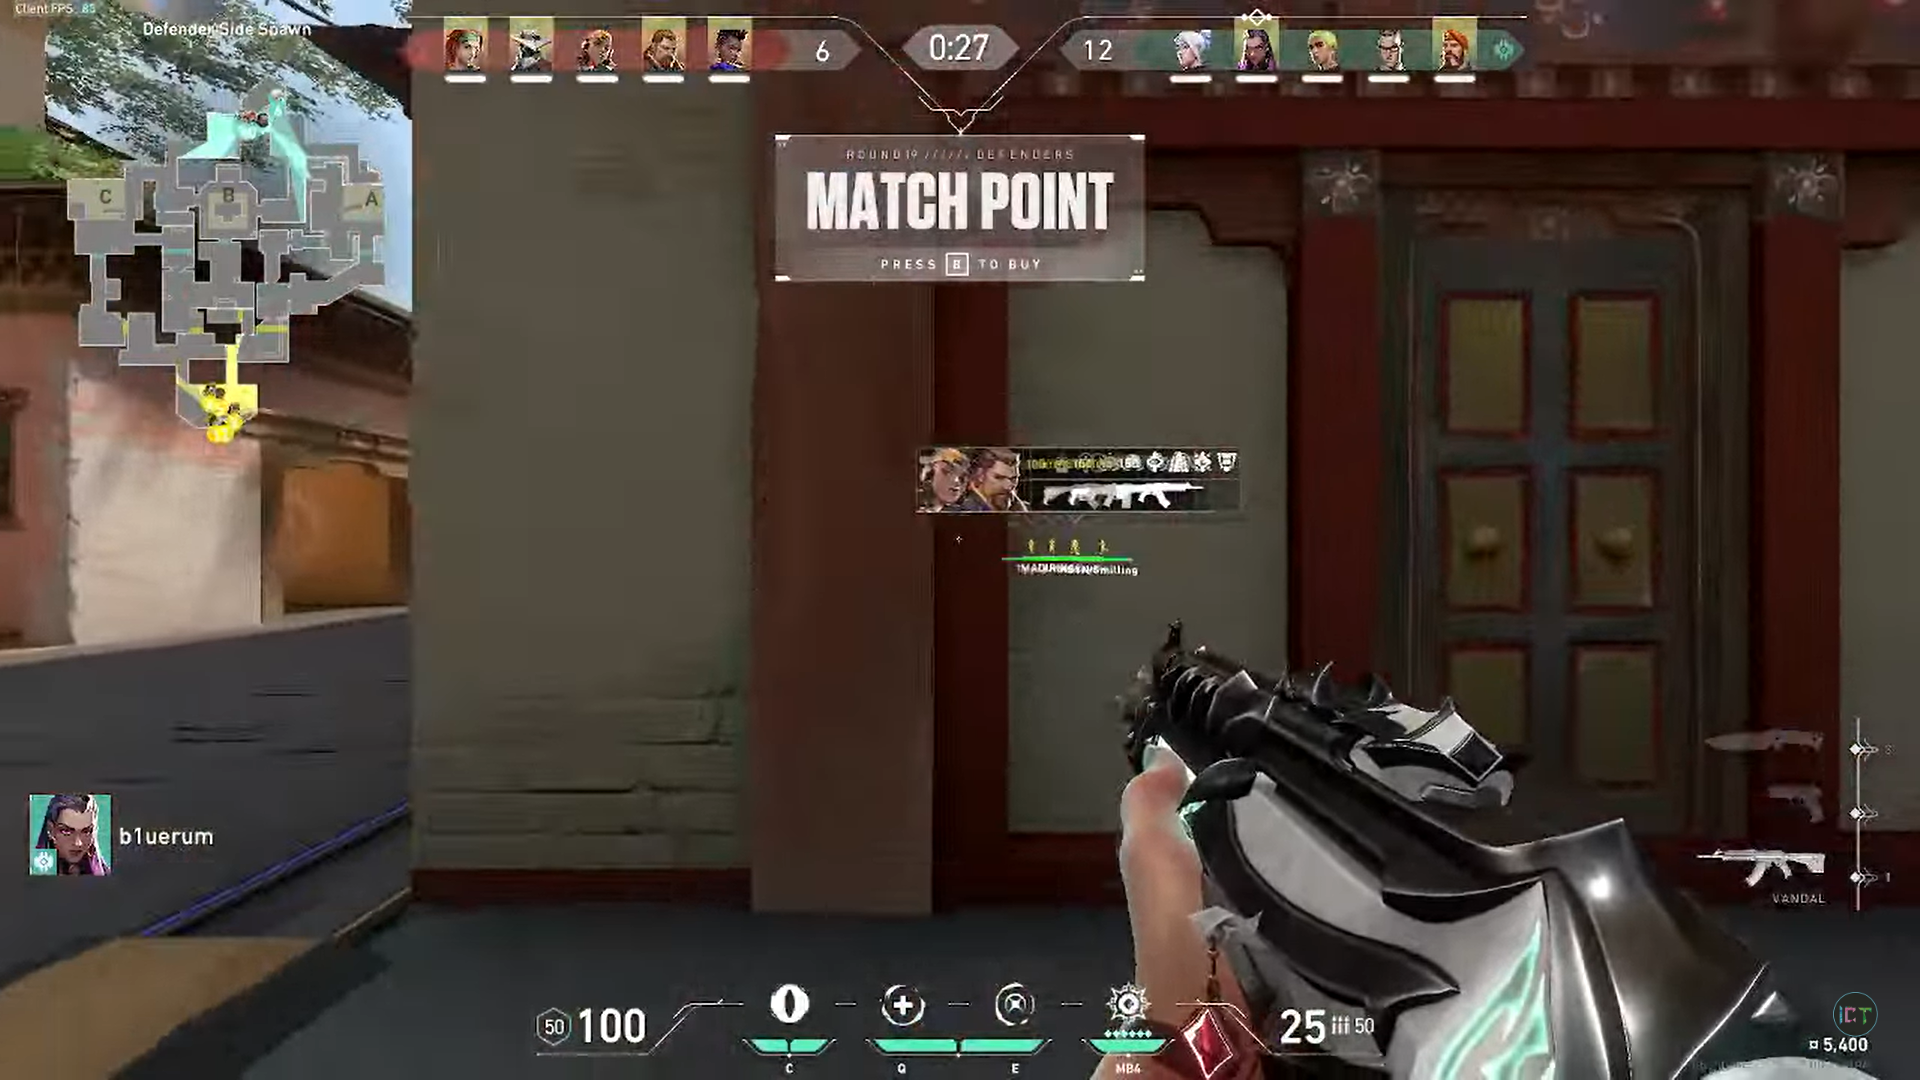 Client FPS 85
Defender Side Spawn
6
0:27
12
ROUND 19 ////// DEFENDERS
MATCH POINT
PRESS B TO BUY
C
B
A
b1uerum
VANDAL
50 100
25 50
C
Q
E
MB4
¤ 5,400
ICT